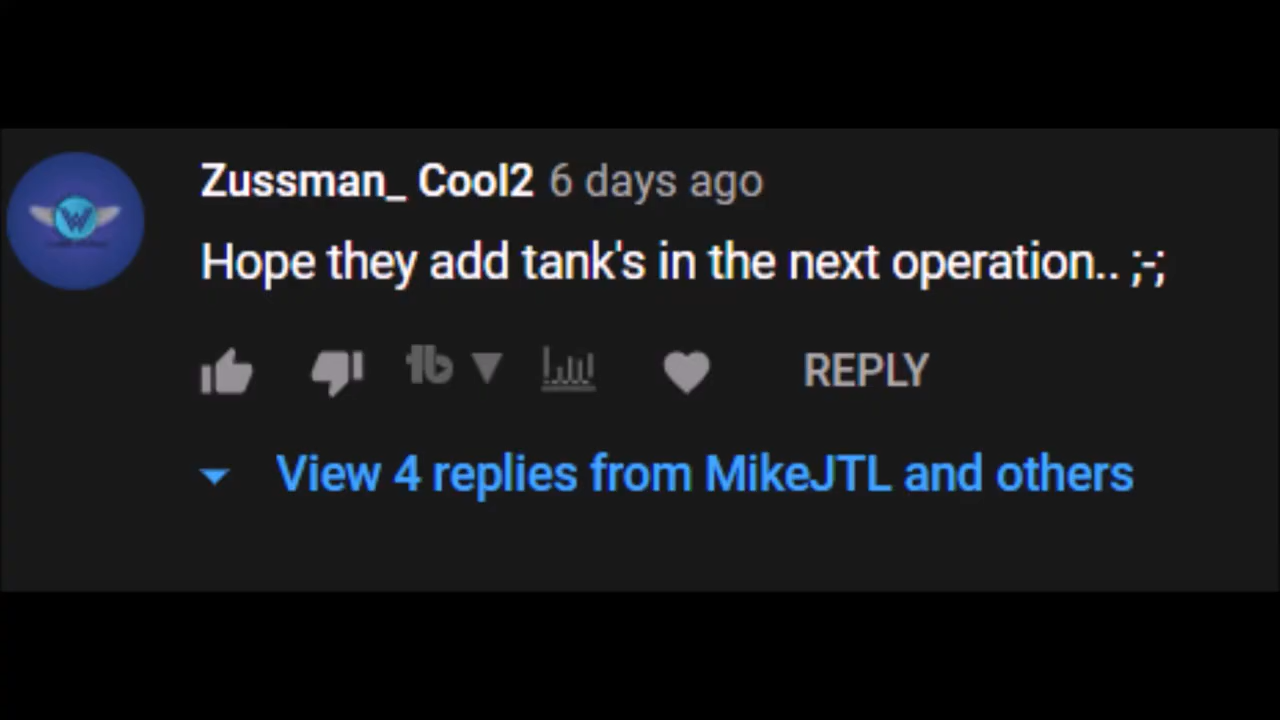 Zussman_ Cool2 6 days ago
Hope they add tank's in the next operation.. ;-;
REPLY
View 4 replies from MikeJTL and others